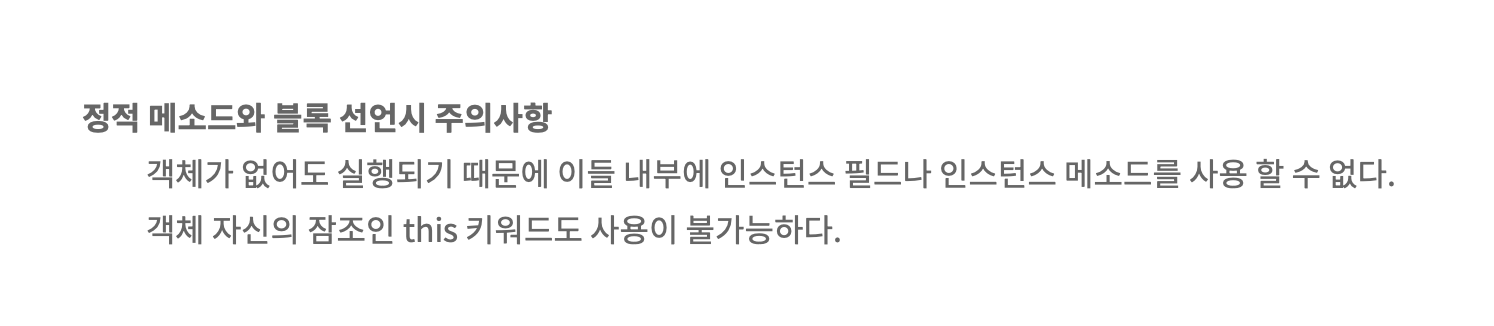 정적 메소드와 블록 선언시 주의사항
객체가 없어도 실행되기 때문에 이들 내부에 인스턴스 필드나 인스턴스 메소드를 사용 할 수 없다.
객체 자신의 잠조인 this 키워드도 사용이 불가능하다.